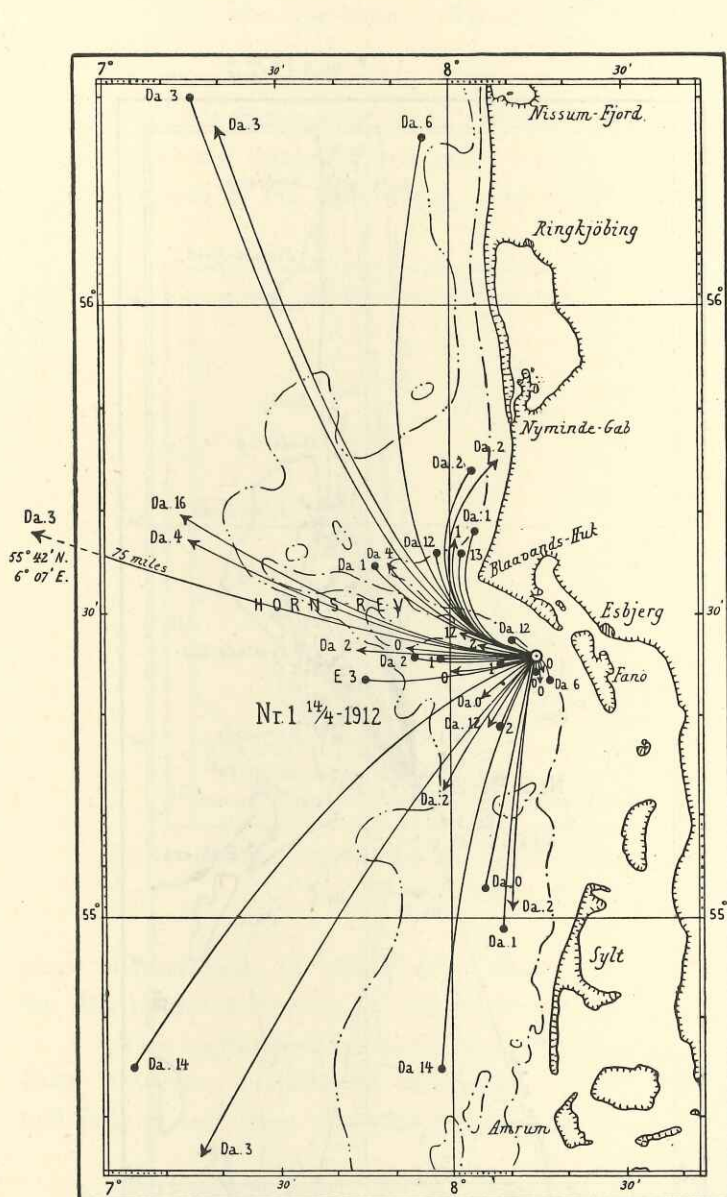 7°
30'
8°
30'
Da. 3
Da. 3
Da. 6
Nissum-Fjord
Ringkjöbing
56°
56°
Nyminde-Gab
Da. 2
Da. 2
Da. 16
Da. 3
Da. 4
Da. 1
1
Da. 12
13
55° 42' N.
6° 07' E.
75 miles
Da. 4
Da. 1
Blaavands-Huk
HORNS REV
Esbjerg
30'
30'
12
2
Da. 12
Da. 2
0
Da. 2
1
1
0
0
E 3
0
Da. 6
Fanö
Da. 0
Nr. 1 14/4-1912
Da. 12
2
Da. 2
Da. 0
Da. 2
55°
55°
Da. 1
Sylt
Da. 14
Da 14
Amrum
Da. 3
7°
30'
8°
30'